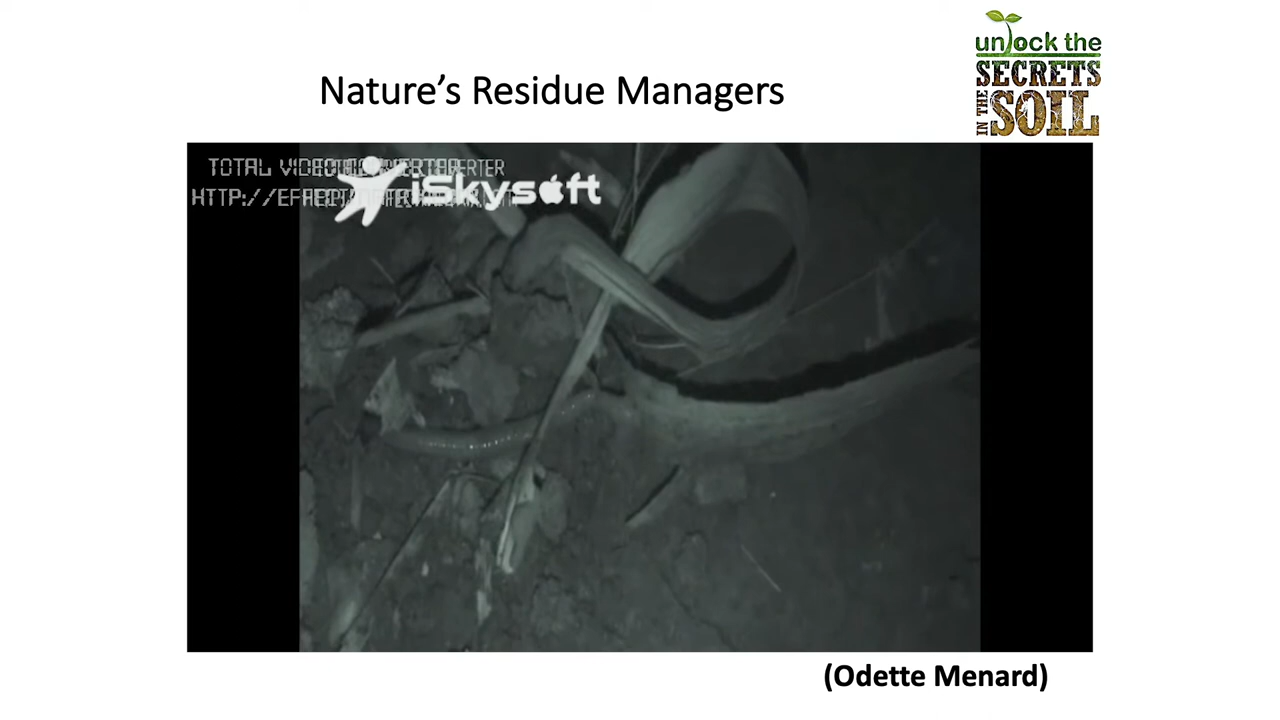 unlock the
SECRETS
IN THE
SOIL
Nature's Residue Managers
TOTAL VIDEO
HTTP://
iSkysoft
(Odette Menard)